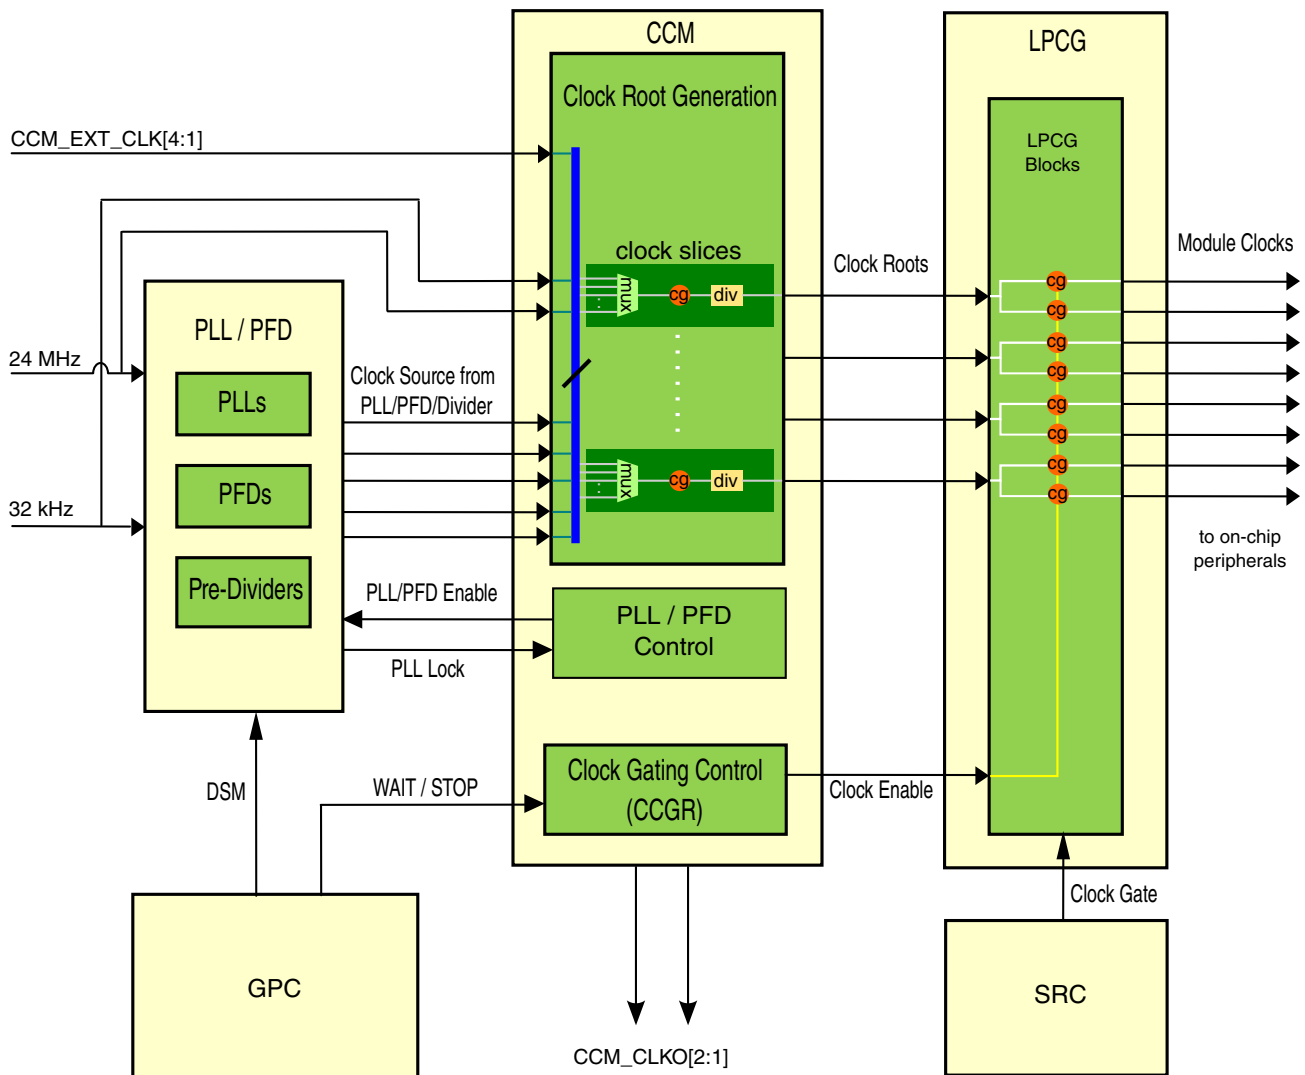 CCM
LPCG
Clock Root Generation
CCM_EXT_CLK[4:1]
LPCG
Blocks
clock slices
Clock Roots
Module Clocks
mux
cg
div
cg
cg
cg
cg
cg
cg
cg
cg
PLL / PFD
24 MHz
PLLs
Clock Source from
PLL/PFD/Divider
mux
cg
div
PFDs
32 kHz
to on-chip
peripherals
Pre-Dividers
PLL/PFD Enable
PLL / PFD
Control
PLL Lock
DSM
WAIT / STOP
Clock Gating Control
(CCGR)
Clock Enable
Clock Gate
GPC
SRC
CCM_CLKO[2:1]